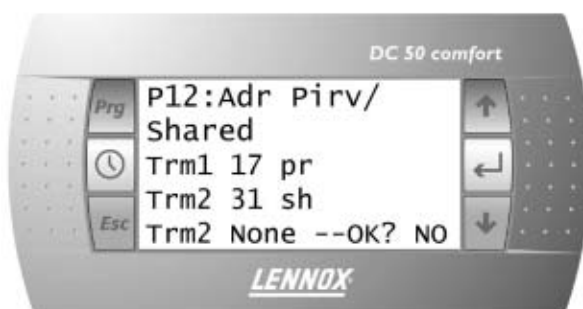 DC 50 comfort
Prg
Esc
P12:Adr Pirv/
Shared
Trm1 17 pr
Trm2 31 sh
Trm2 None --OK? NO
LENNOX